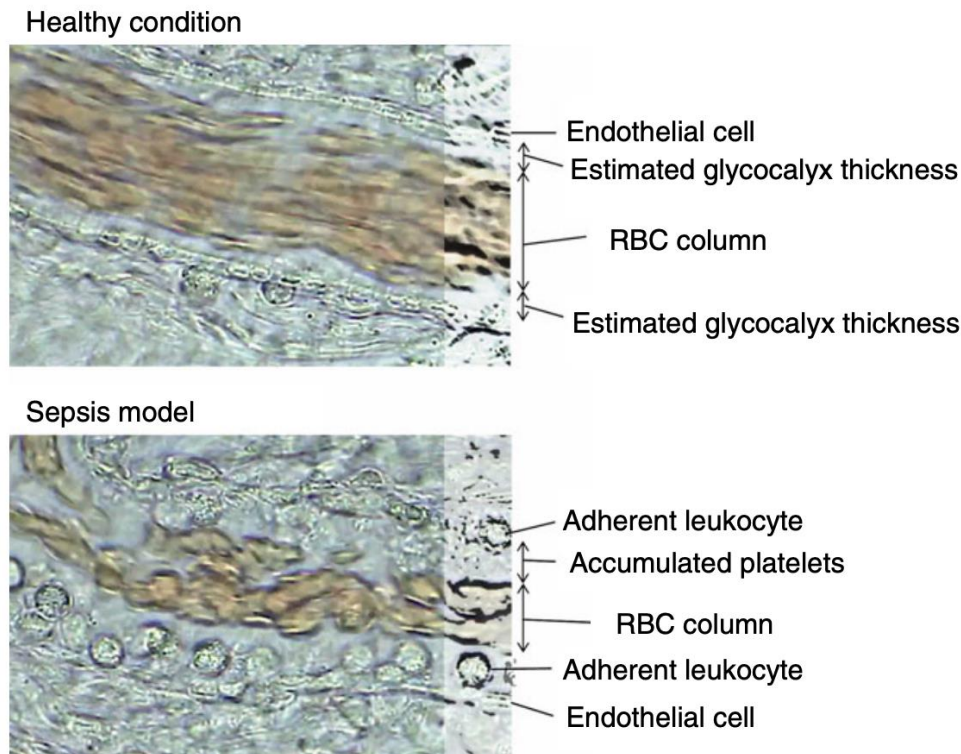 Healthy condition
Endothelial cell
Estimated glycocalyx thickness
RBC column
Estimated glycocalyx thickness
Sepsis model
Adherent leukocyte
Accumulated platelets
RBC column
Adherent leukocyte
Endothelial cell